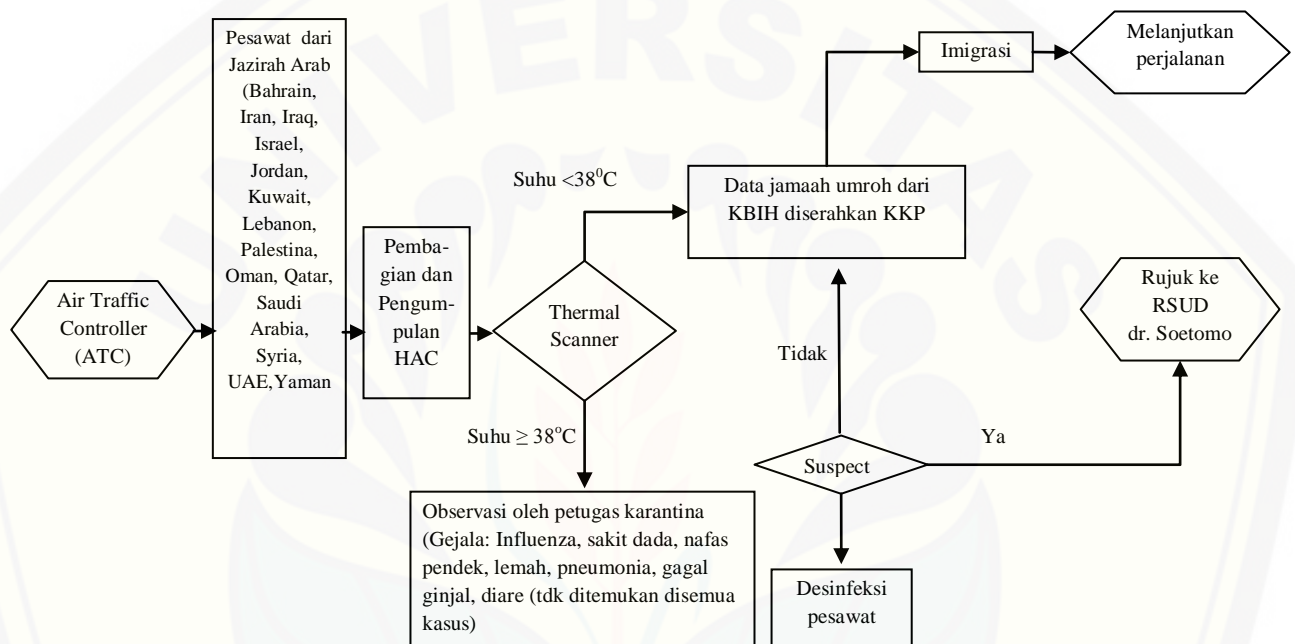 Air Traffic
Controller
(ATC)
Pesawat dari
Jazirah Arab
(Bahrain,
Iran, Iraq,
Israel,
Jordan,
Kuwait,
Lebanon,
Palestina,
Oman, Qatar,
Saudi
Arabia,
Syria,
UAE,Yaman
Pemba-
gian dan
Pengum-
pulan
HAC
Thermal
Scanner
Suhu <38⁰C
Data jamaah umroh dari
KBIH diserahkan KKP
Imigrasi
Melanjutkan
perjalanan
Suhu ≥ 38°C
Observasi oleh petugas karantina
(Gejala: Influenza, sakit dada, nafas
pendek, lemah, pneumonia, gagal
ginjal, diare (tdk ditemukan disemua
kasus)
Suspect
Tidak
Ya
Rujuk ke
RSUD
dr. Soetomo
Desinfeksi
pesawat
UNIVERSITAS